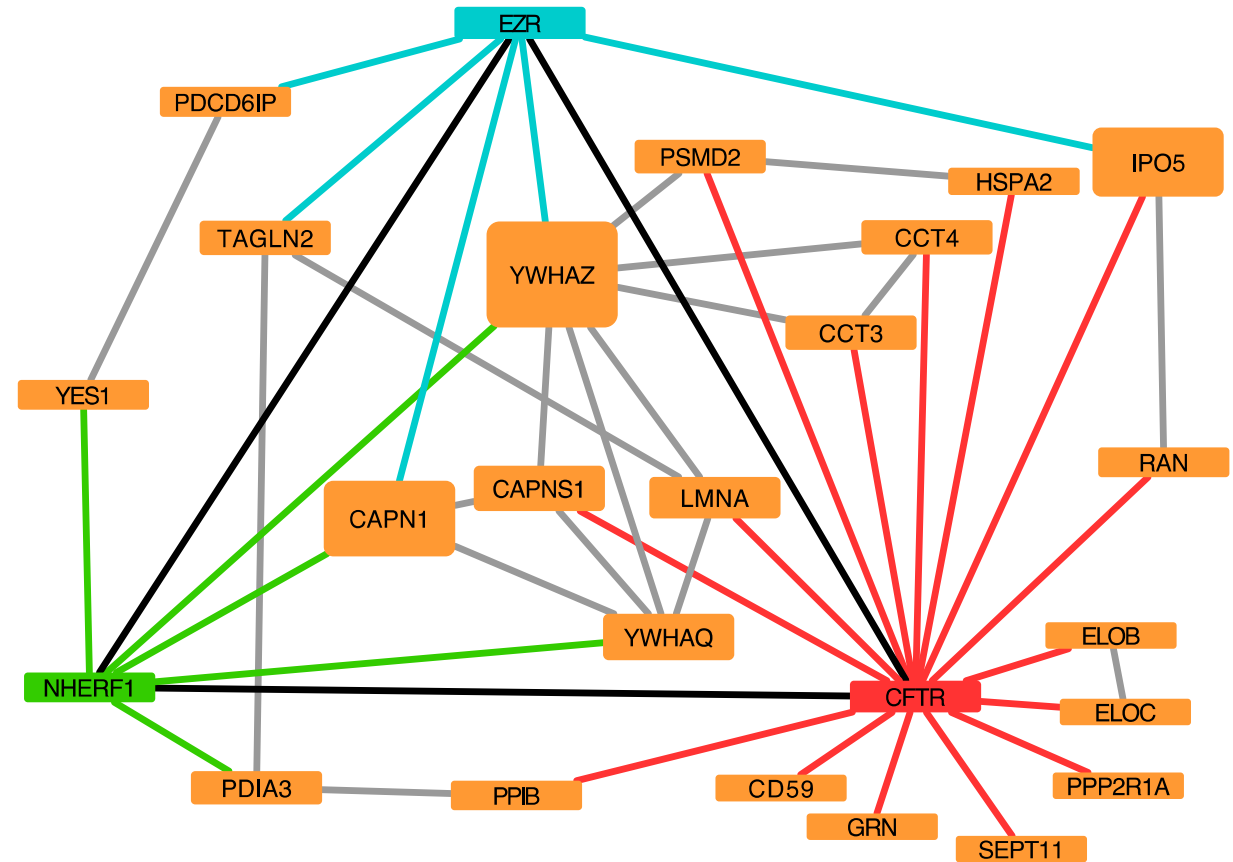 EZR
PDCD6IP
PSMD2
IPO5
HSPA2
TAGLN2
CCT4
YWHAZ
CCT3
YES1
RAN
CAPNS1
LMNA
CAPN1
YWHAQ
ELOB
NHERF1
CFTR
ELOC
PDIA3
PPIB
CD59
PPP2R1A
GRN
SEPT11